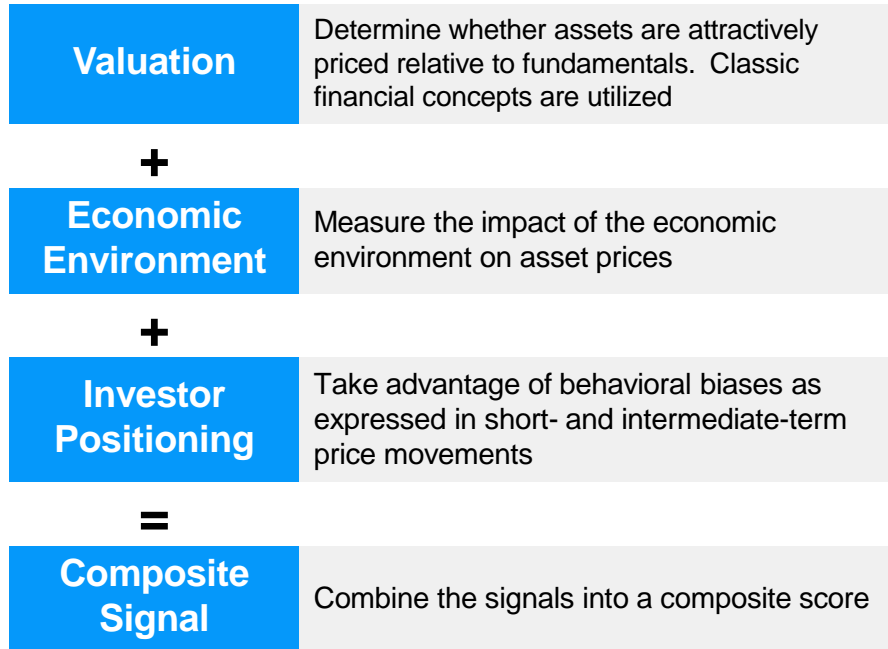 Valuation
Determine whether assets are attractively
priced relative to fundamentals.  Classic
financial concepts are utilized
+
Economic
Environment
Measure the impact of the economic
environment on asset prices
+
Investor
Positioning
Take advantage of behavioral biases as
expressed in short- and intermediate-term
price movements
=
Composite
Signal
Combine the signals into a composite score